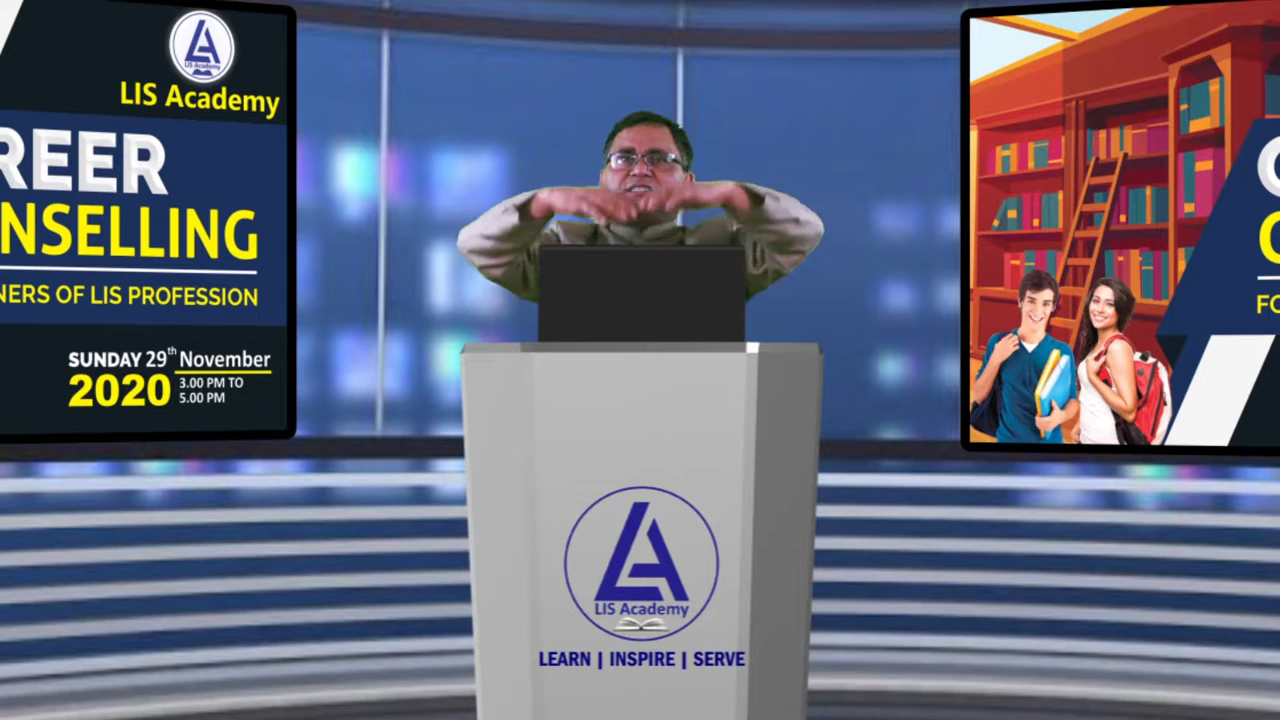 LIS Academy
LIS Academy
REER
NSELLING
NERS OF LIS PROFESSION
SUNDAY 29th November
2020 3.00 PM TO
5.00 PM
FO
LIS Academy
LEARN | INSPIRE | SERVE